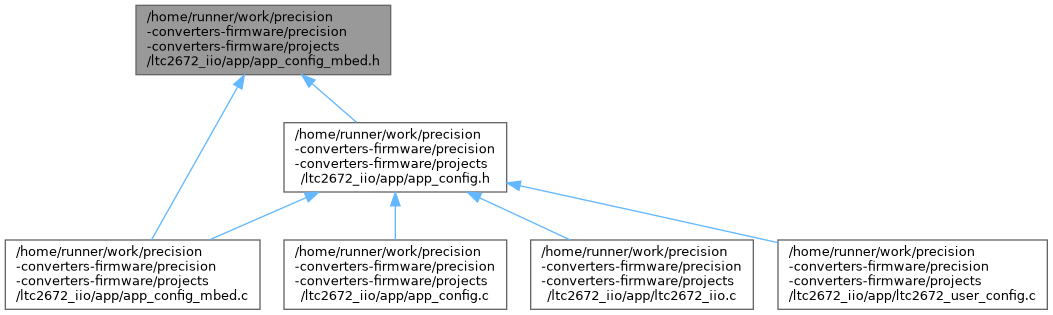 /home/runner/work/precision
-converters-firmware/precision
-converters-firmware/projects
/ltc2672_iio/app/app_config_mbed.h
/home/runner/work/precision
-converters-firmware/precision
-converters-firmware/projects
/ltc2672_iio/app/app_config.h
/home/runner/work/precision
-converters-firmware/precision
-converters-firmware/projects
/ltc2672_iio/app/app_config_mbed.c
/home/runner/work/precision
-converters-firmware/precision
-converters-firmware/projects
/ltc2672_iio/app/app_config.c
/home/runner/work/precision
-converters-firmware/precision
-converters-firmware/projects
/ltc2672_iio/app/ltc2672_iio.c
/home/runner/work/precision
-converters-firmware/precision
-converters-firmware/projects
/ltc2672_iio/app/ltc2672_user_config.c